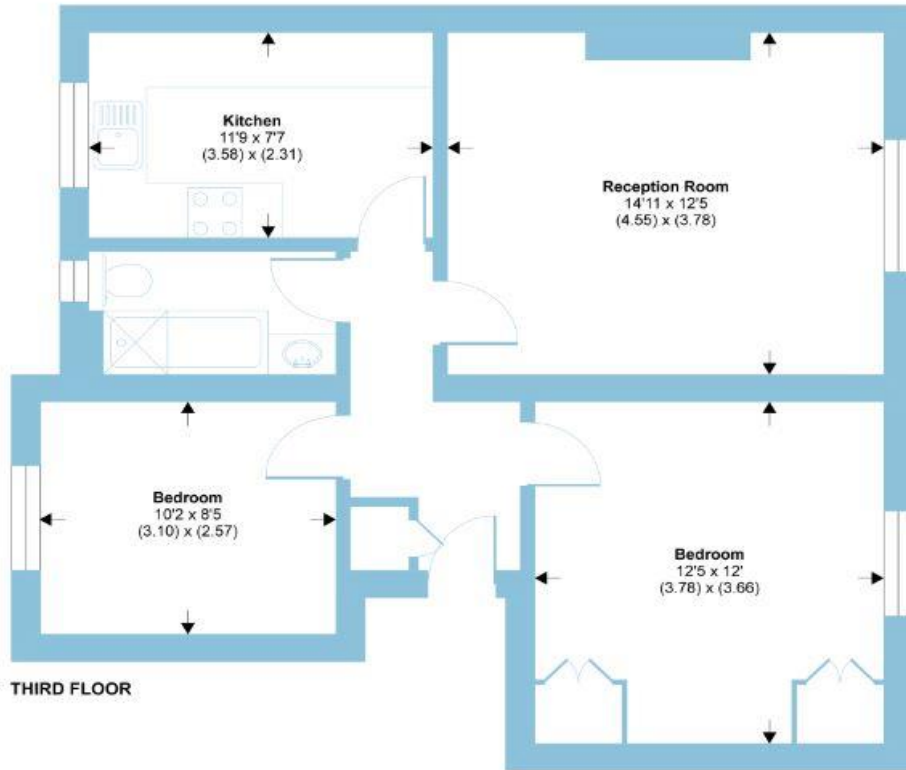 Kitchen
11'9 x 7'7
(3.58) x (2.31)
Reception Room
14'11 x 12'5
(4.55) x (3.78)
Bedroom
10'2 x 8'5
(3.10) x (2.57)
Bedroom
12'5 x 12'
(3.78) x (3.66)
THIRD FLOOR